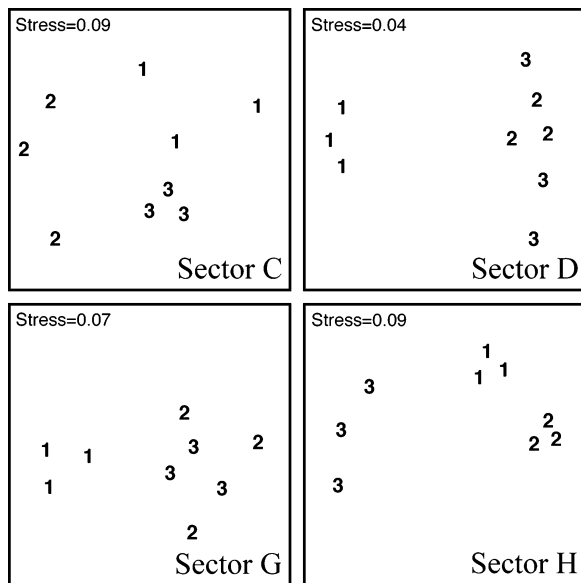 Stress=0.09
1
2 1
1
2
3
3 3
2
Sector C
Stress=0.04
3
2
1
2
1 2
1
3
3
Sector D
Stress=0.07
2
1 1 3 2
3
1 3
2
Sector G
Stress=0.09
1
1 1
3
2
3
2 2
3
Sector H